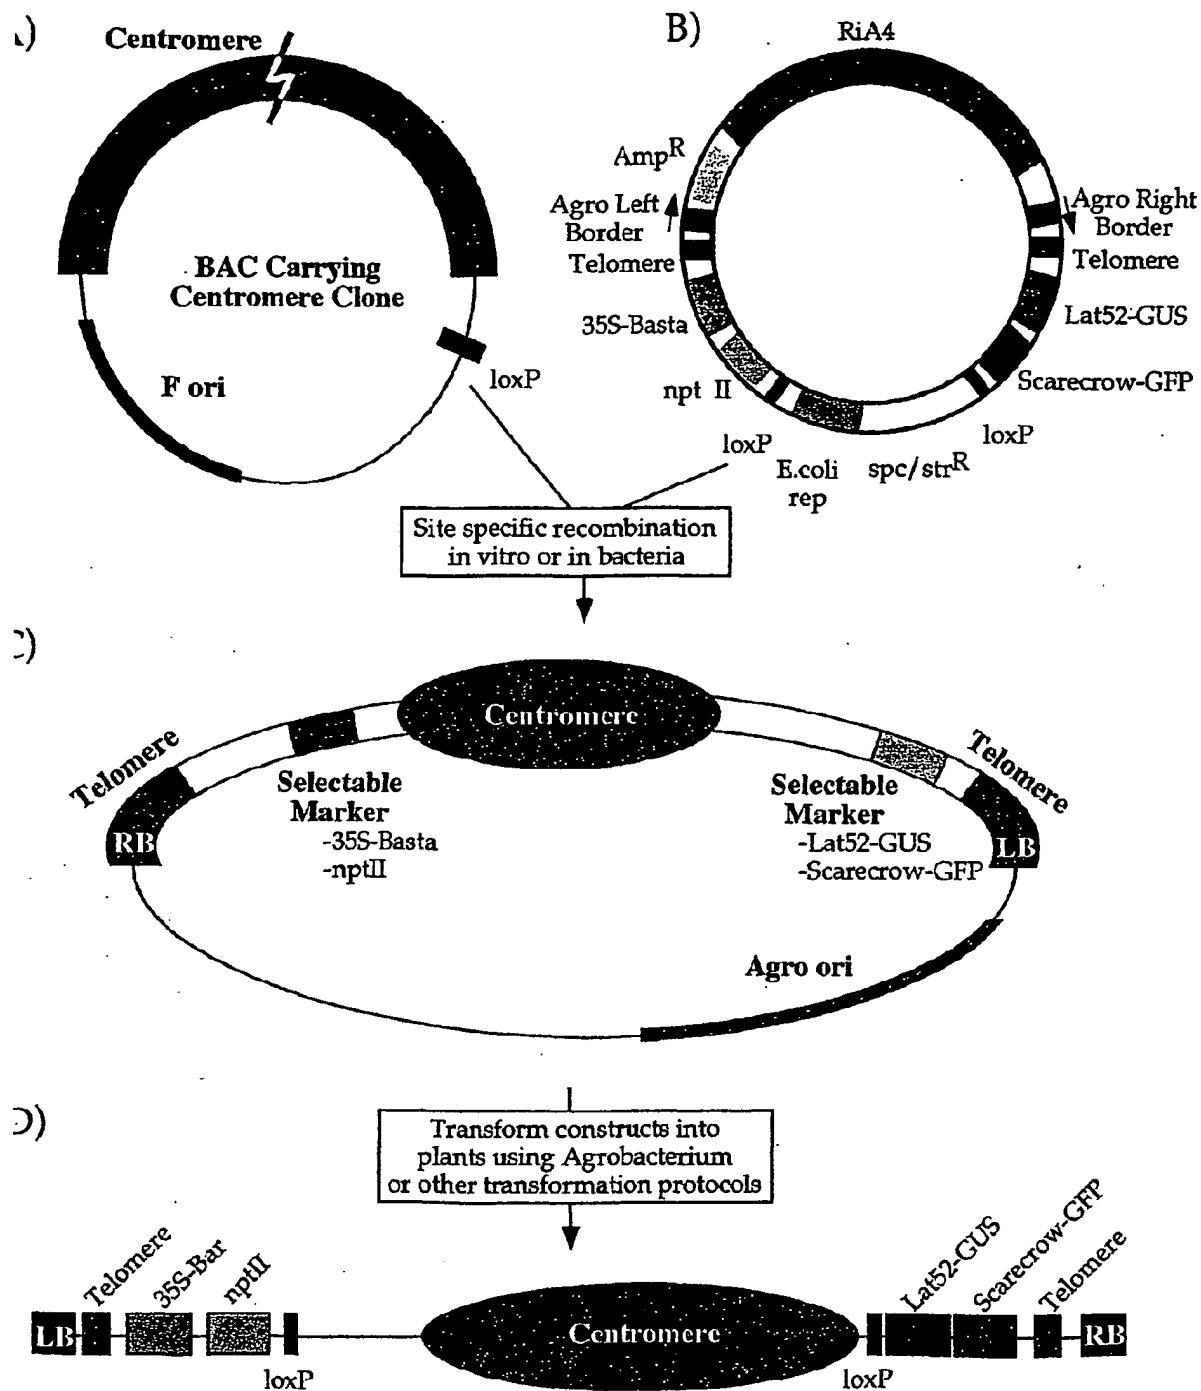 )
Centromere
BAC Carrying
Centromere Clone
F ori
loxP
B)
RiA4
AmpR
Agro Left
Border
Telomere
35S-Basta
npt II
loxP
E.coli
rep
spc/strR
loxP
Scarecrow-GFP
Lat52-GUS
Telomere
Agro Right
Border
Site specific recombination
in vitro or in bacteria
)
Centromere
Telomere
RB
Selectable
Marker
-35S-Basta
-nptII
Selectable
Marker
-Lat52-GUS
-Scarecrow-GFP
Telomere
LB
Agro ori
)
Transform constructs into
plants using Agrobacterium
or other transformation protocols
LB
Telomere
35S-Bar
nptII
loxP
Centromere
loxP
Lat52-GUS
Scarecrow-GFP
Telomere
RB